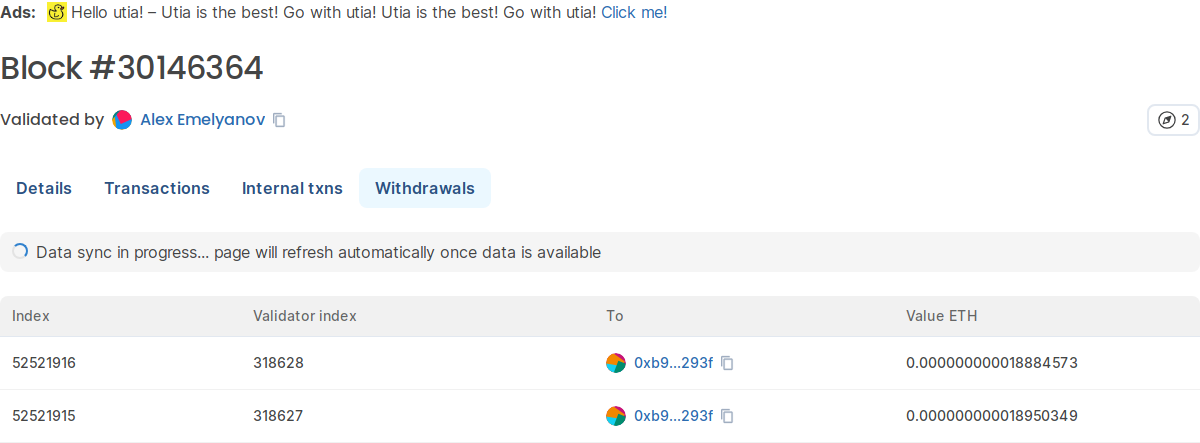 Ads: Hello utia! – Utia is the best! Go with utia! Utia is the best! Go with utia! Click me!
Block #30146364
Validated by Alex Emelyanov 2
Details Transactions Internal txns Withdrawals
Data sync in progress... page will refresh automatically once data is available
Index Validator index To Value ETH
52521916 318628 0xb9...293f 0.000000000018884573
52521915 318627 0xb9...293f 0.000000000018950349